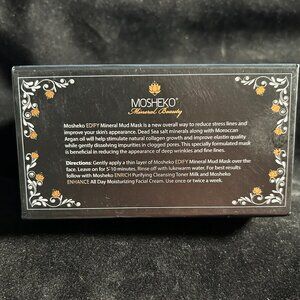 MOSHEKO
Mineral Beauty
Mosheko EDIFY Mineral Mud Mask is a new overall way to reduce stress lines and
improve your skin's appearance. Dead Sea salt minerals along with Moroccan
Argan oil will help stimulate natural collagen growth and improve elastic quality
while gently dissolving impurities in clogged poses. This specially formulated mask
is beneficial in reducing the appearance of deep wrinkles and fine lines.
Directions: Gently apply a thin layer of Mosheko EDIFY Mineral Mud Mask over the
face. Leave on for 5-10 minutes. Rinse off with lukewarm water. For best results
follow with Mosheko ENRICH Purifying Cleansing Toner Milk and Mosheko
ENHANCE All Day Moisturizing Facial Cream. Use once or twice a week.